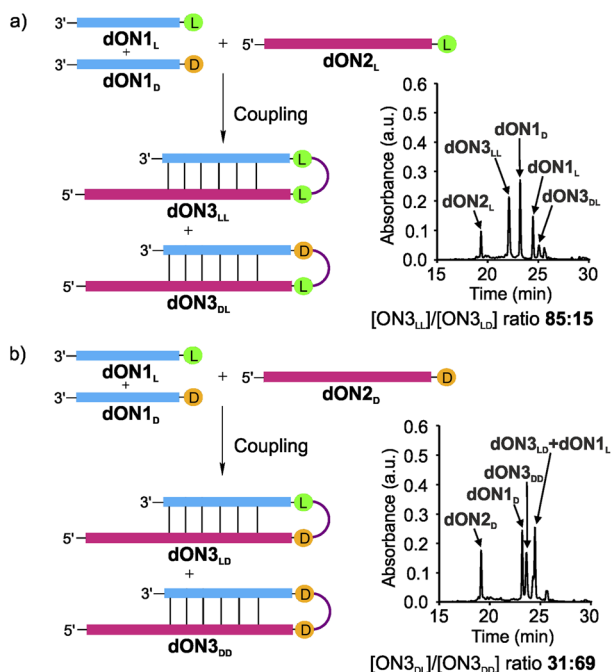 a)
3'- L
dON1L
+
3'- D
dON1D
+
5'- L
dON2L
Coupling
3'- L
5'- L
dON3LL
+
3'- D
5'- L
dON3DL
Absorbance (a.u.)
0.6
0.5
0.4
0.3
0.2
0.1
0.0
dON2L
dON3LL
dON1D
dON1L
dON3DL
15 20 25 30
Time (min)
[ON3LL]/[ON3LD] ratio 85:15
b)
3'- L
dON1L
+
3'- D
dON1D
+
5'- D
dON2D
Coupling
3'- L
5'- D
dON3LD
+
3'- D
5'- D
dON3DD
Absorbance (a.u.)
0.6
0.5
0.4
0.3
0.2
0.1
0.0
dON3LD+dON1L
dON3DD
dON1D
dON2D
15 20 25 30
Time (min)
[ON3DL]/[ON3DD] ratio 31:69